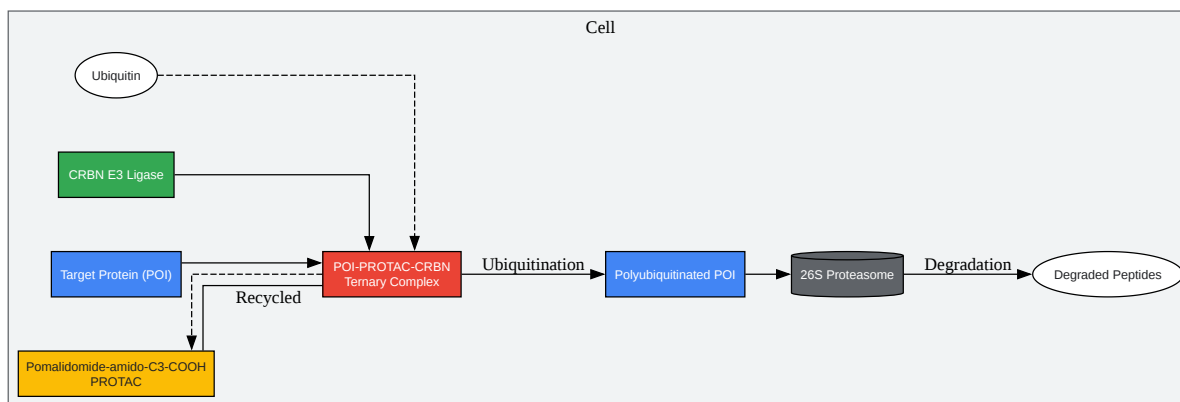 Cell
Ubiquitin
CRBN E3 Ligase
Target Protein (POI)
POI-PROTAC-CRBN
Ternary Complex
Ubiquitination
Polyubiquitinated POI
26S Proteasome
Degradation
Degraded Peptides
Recycled
Pomalidomide-amido-C3-COOH
PROTAC